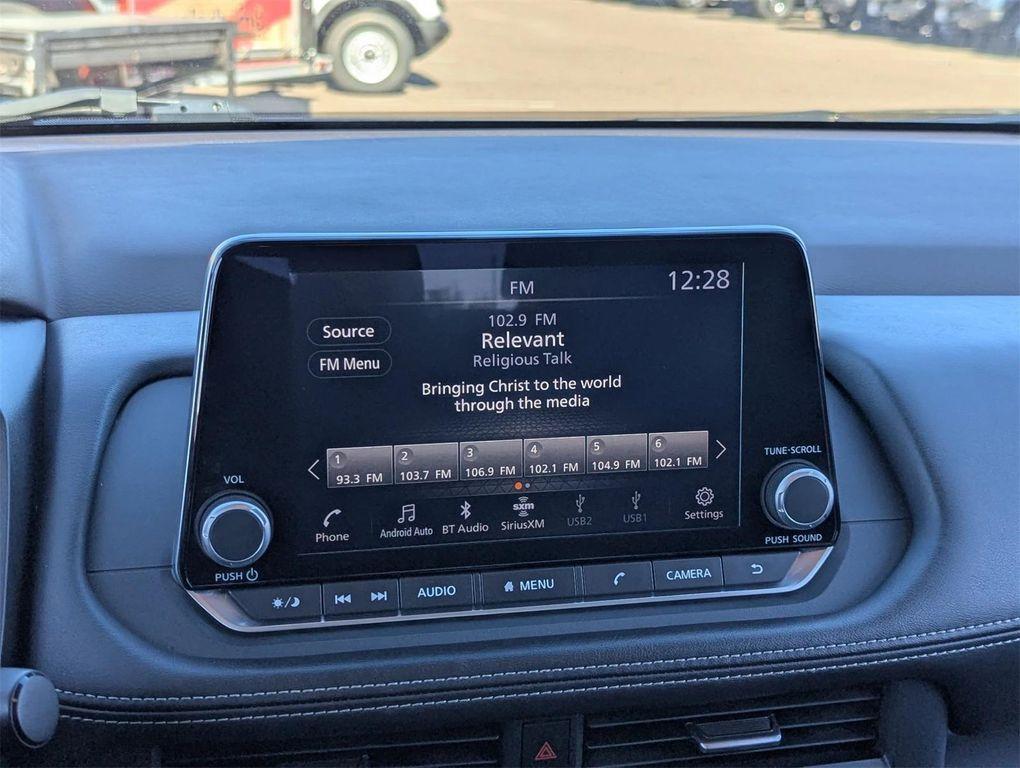 FM
12:28
102.9 FM
Source
Relevant
Religious Talk
FM Menu
Bringing Christ to the world
through the media
1 2 3 4 5 6
93.3 FM 103.7 FM 106.9 FM 102.1 FM 104.9 FM 102.1 FM
VOL
TUNE·SCROLL
Phone Android Auto BT Audio sxm SiriusXM USB2 USB1 Settings
PUSH
PUSH SOUND
AUDIO MENU CAMERA